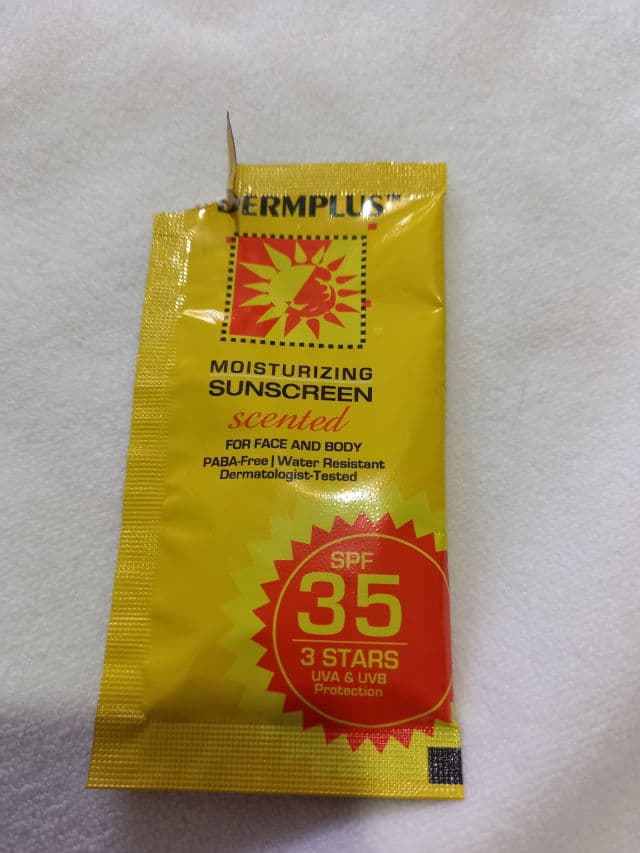 DERMPLUS™
MOISTURIZING
SUNSCREEN
scented
FOR FACE AND BODY
PABA-Free | Water Resistant
Dermatologist-Tested
SPF
35
3 STARS
UVA & UVB
Protection